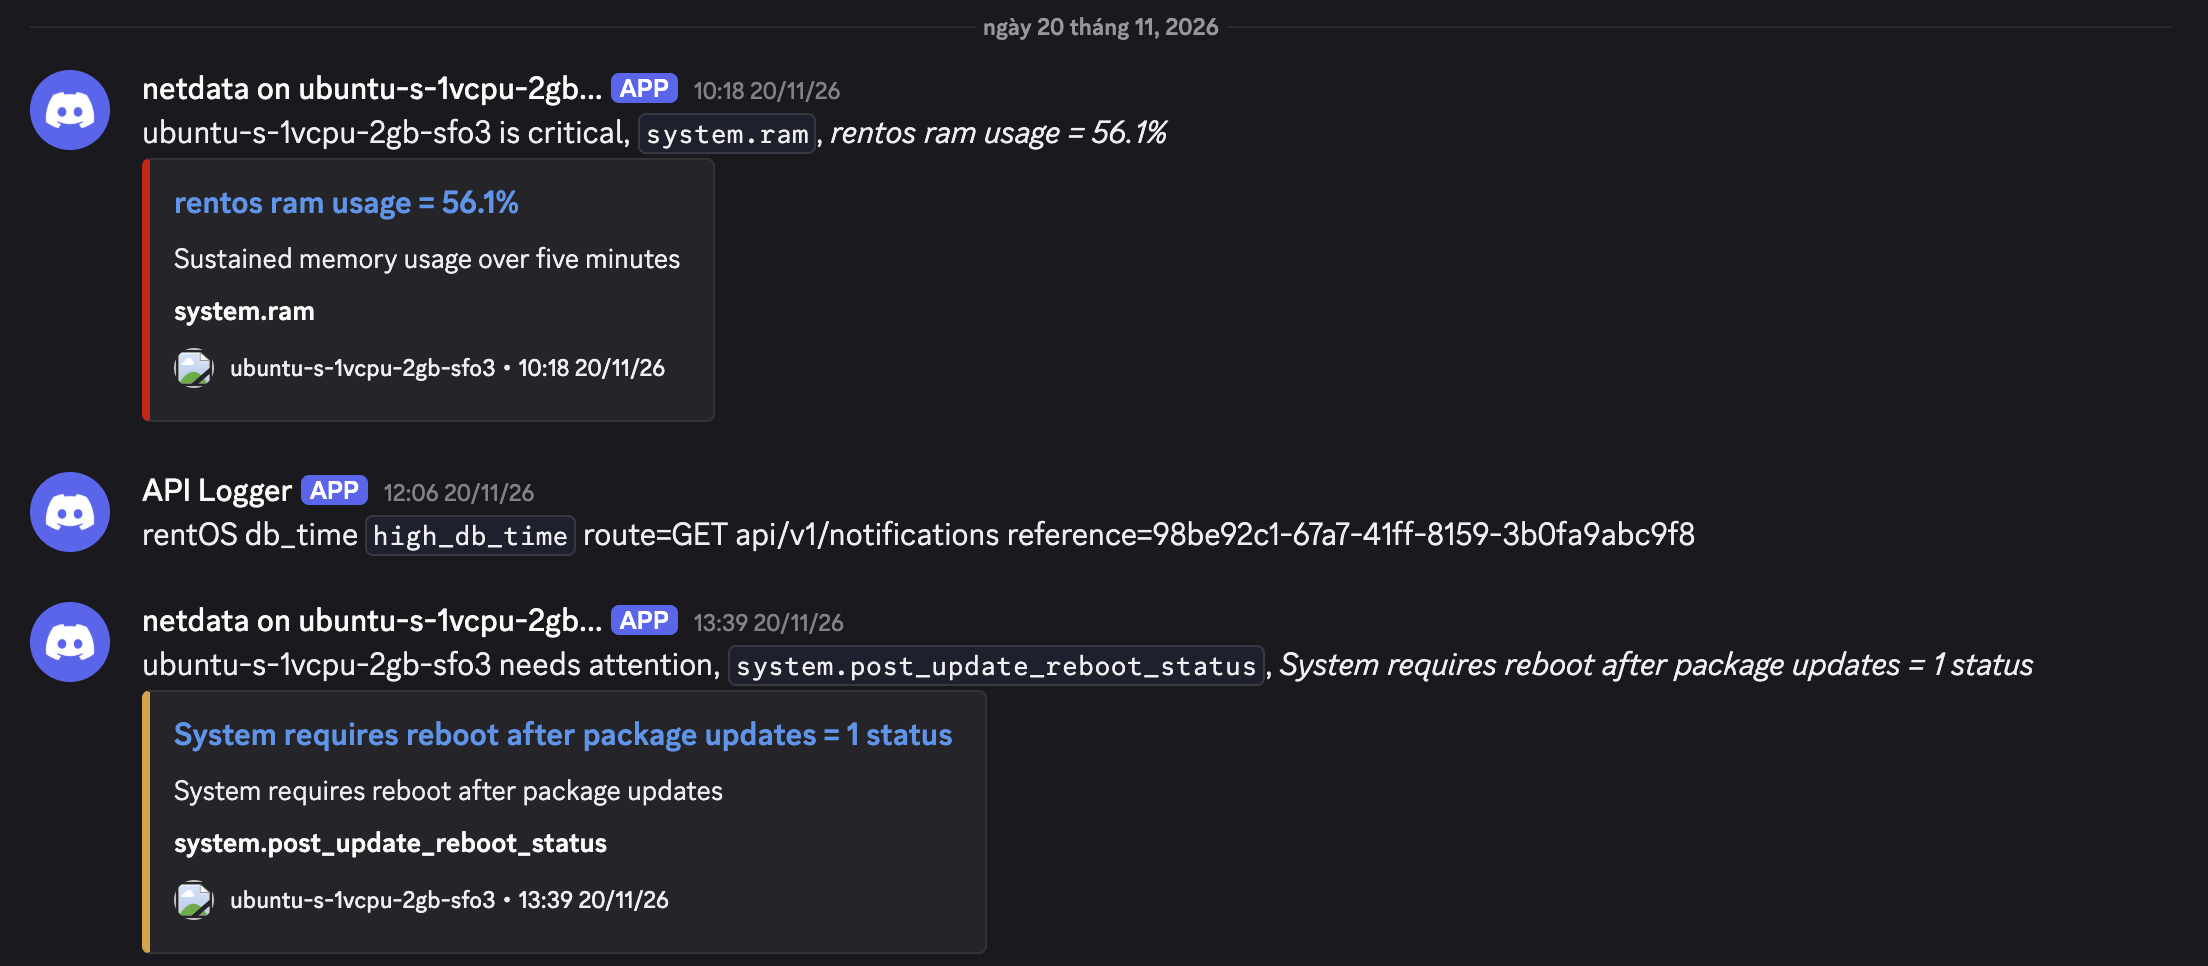 ngày 20 tháng 11, 2026
netdata on ubuntu-s-1vcpu-2gb... APP 10:18 20/11/26
ubuntu-s-1vcpu-2gb-sfo3 is critical, system.ram, rentos ram usage = 56.1%
rentos ram usage = 56.1%
Sustained memory usage over five minutes
system.ram
ubuntu-s-1vcpu-2gb-sfo3 • 10:18 20/11/26
API Logger APP 12:06 20/11/26
rentOS db_time high_db_time route=GET api/v1/notifications reference=98be92c1-67a7-41ff-8159-3b0fa9abc9f8
netdata on ubuntu-s-1vcpu-2gb... APP 13:39 20/11/26
ubuntu-s-1vcpu-2gb-sfo3 needs attention, system.post_update_reboot_status, System requires reboot after package updates = 1 status
System requires reboot after package updates = 1 status
System requires reboot after package updates
system.post_update_reboot_status
ubuntu-s-1vcpu-2gb-sfo3 • 13:39 20/11/26